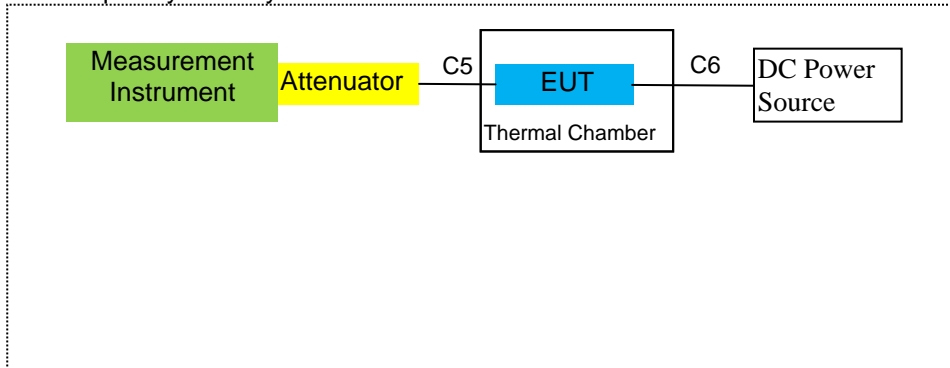 Measurement
Instrument
Attenuator
C5
EUT
Thermal Chamber
C6
DC Power
Source